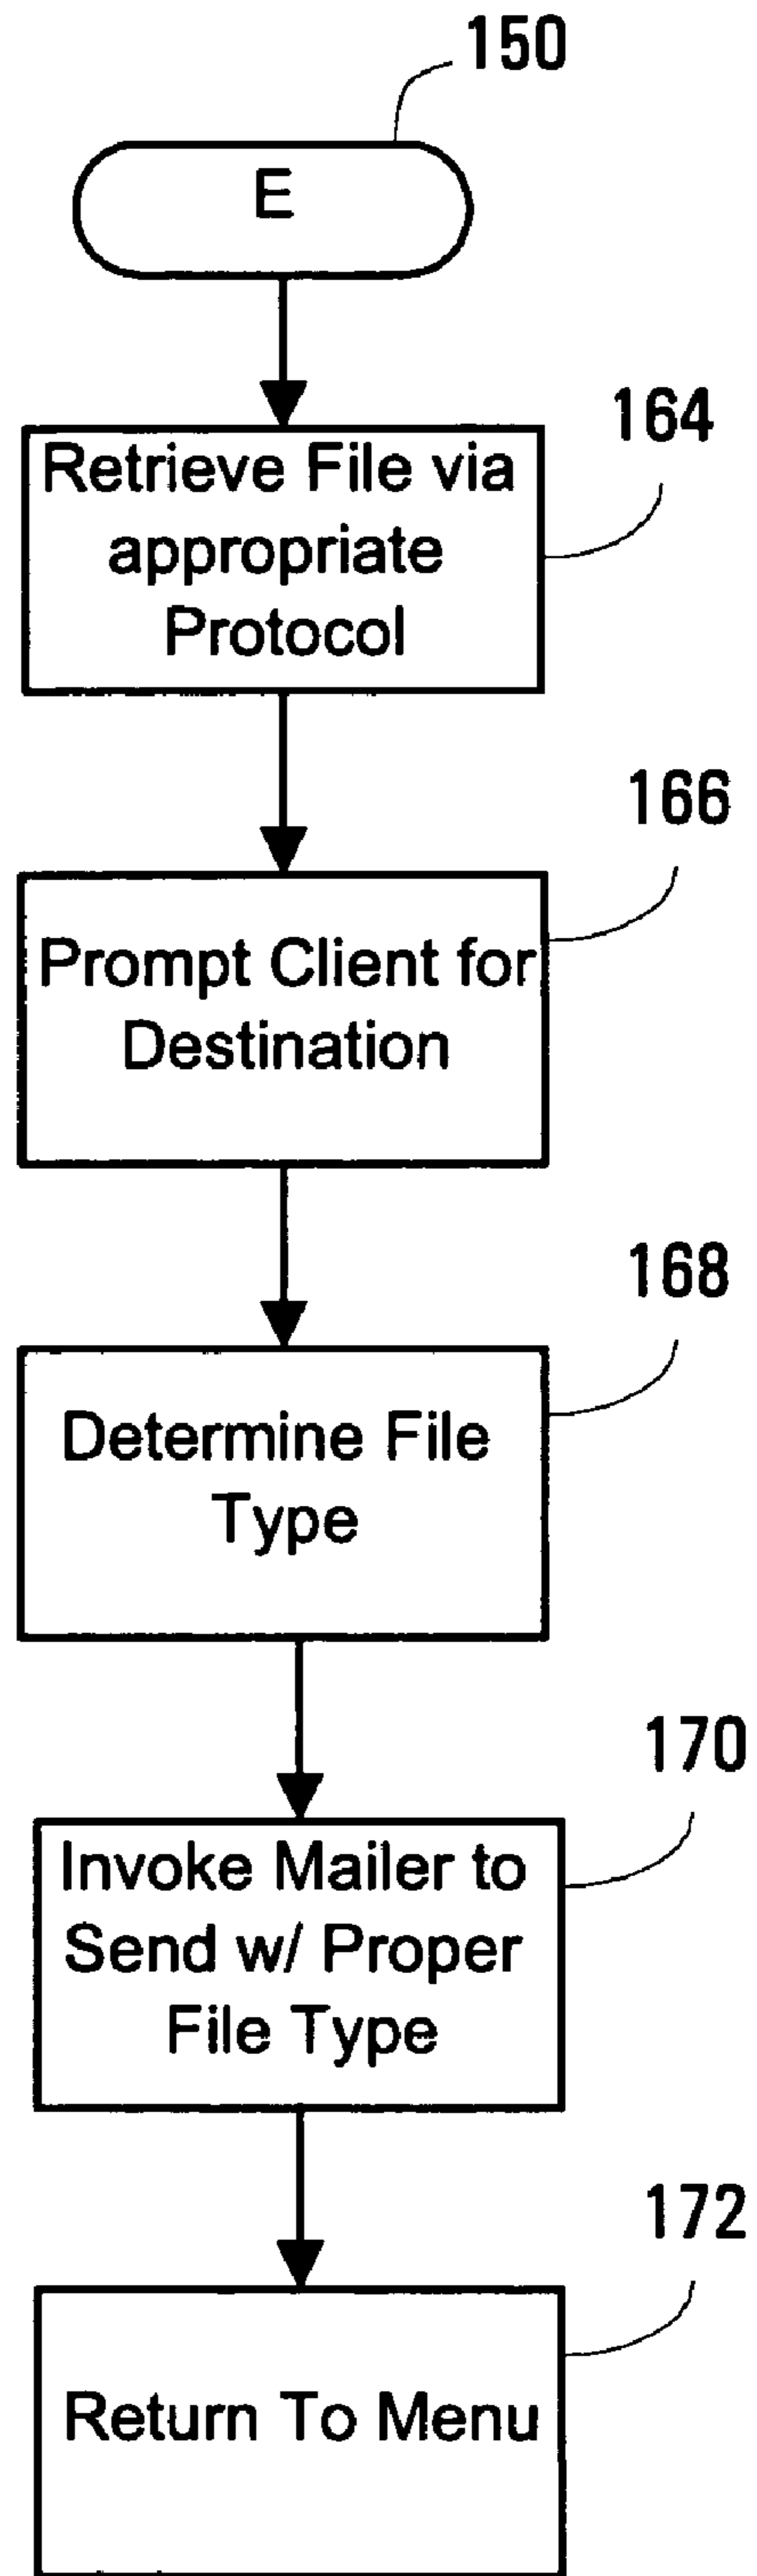 150
E
164
Retrieve File via
appropriate
Protocol
166
Prompt Client for
Destination
168
Determine File
Type
170
Invoke Mailer to
Send w/ Proper
File Type
172
Return To Menu